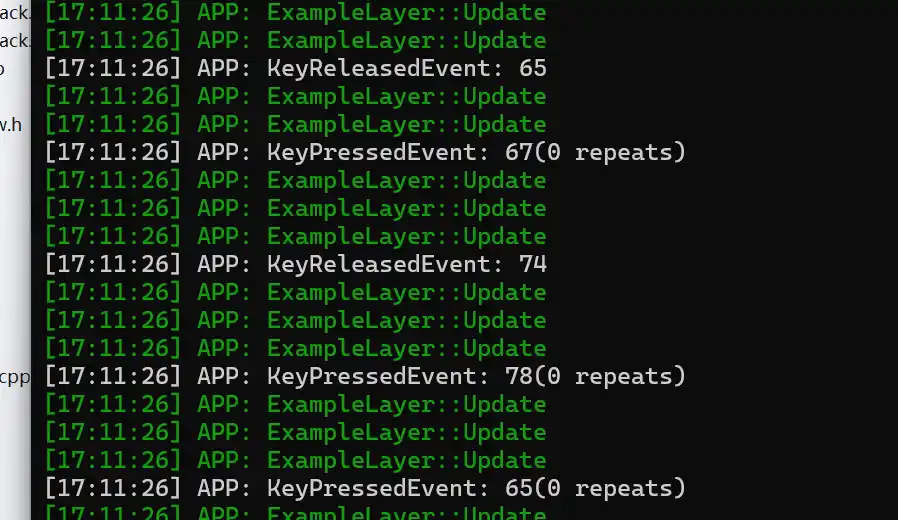 ack.
[17:11:26] APP: ExampleLayer::Update
ack.
[17:11:26] APP: ExampleLayer::Update
[17:11:26] APP: KeyReleasedEvent: 65
[17:11:26] APP: ExampleLayer::Update
w.h
[17:11:26] APP: ExampleLayer::Update
[17:11:26] APP: KeyPressedEvent: 67(0 repeats)
[17:11:26] APP: ExampleLayer::Update
[17:11:26] APP: ExampleLayer::Update
[17:11:26] APP: ExampleLayer::Update
[17:11:26] APP: KeyReleasedEvent: 74
[17:11:26] APP: ExampleLayer::Update
[17:11:26] APP: ExampleLayer::Update
[17:11:26] APP: ExampleLayer::Update
cpp
[17:11:26] APP: KeyPressedEvent: 78(0 repeats)
[17:11:26] APP: ExampleLayer::Update
[17:11:26] APP: ExampleLayer::Update
[17:11:26] APP: ExampleLayer::Update
[17:11:26] APP: KeyPressedEvent: 65(0 repeats)
[17:11:26] APP: ExampleLayer::Update